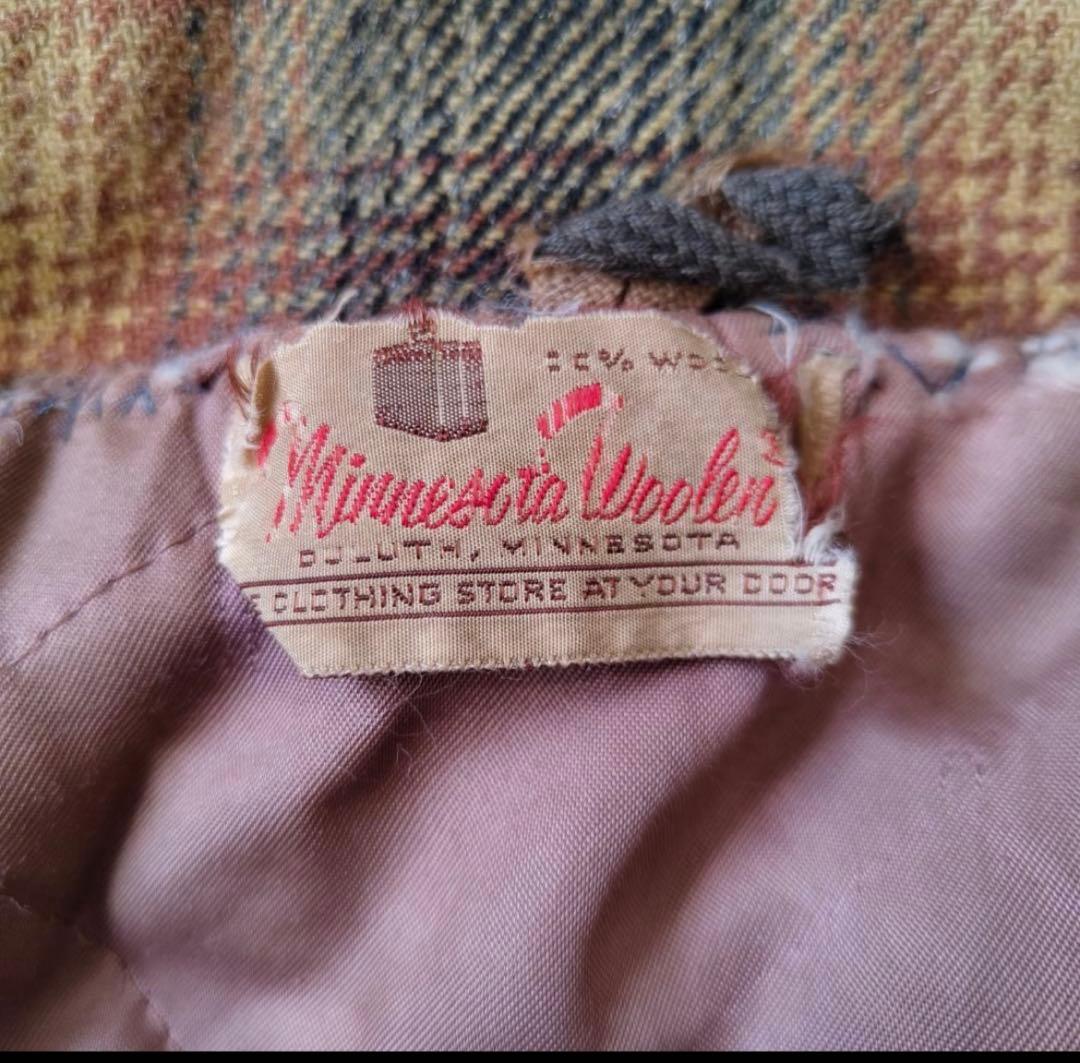 Minnesota Woolen
DULUTH, MINNESOTA
CLOTHING STORE AT YOUR DOOR